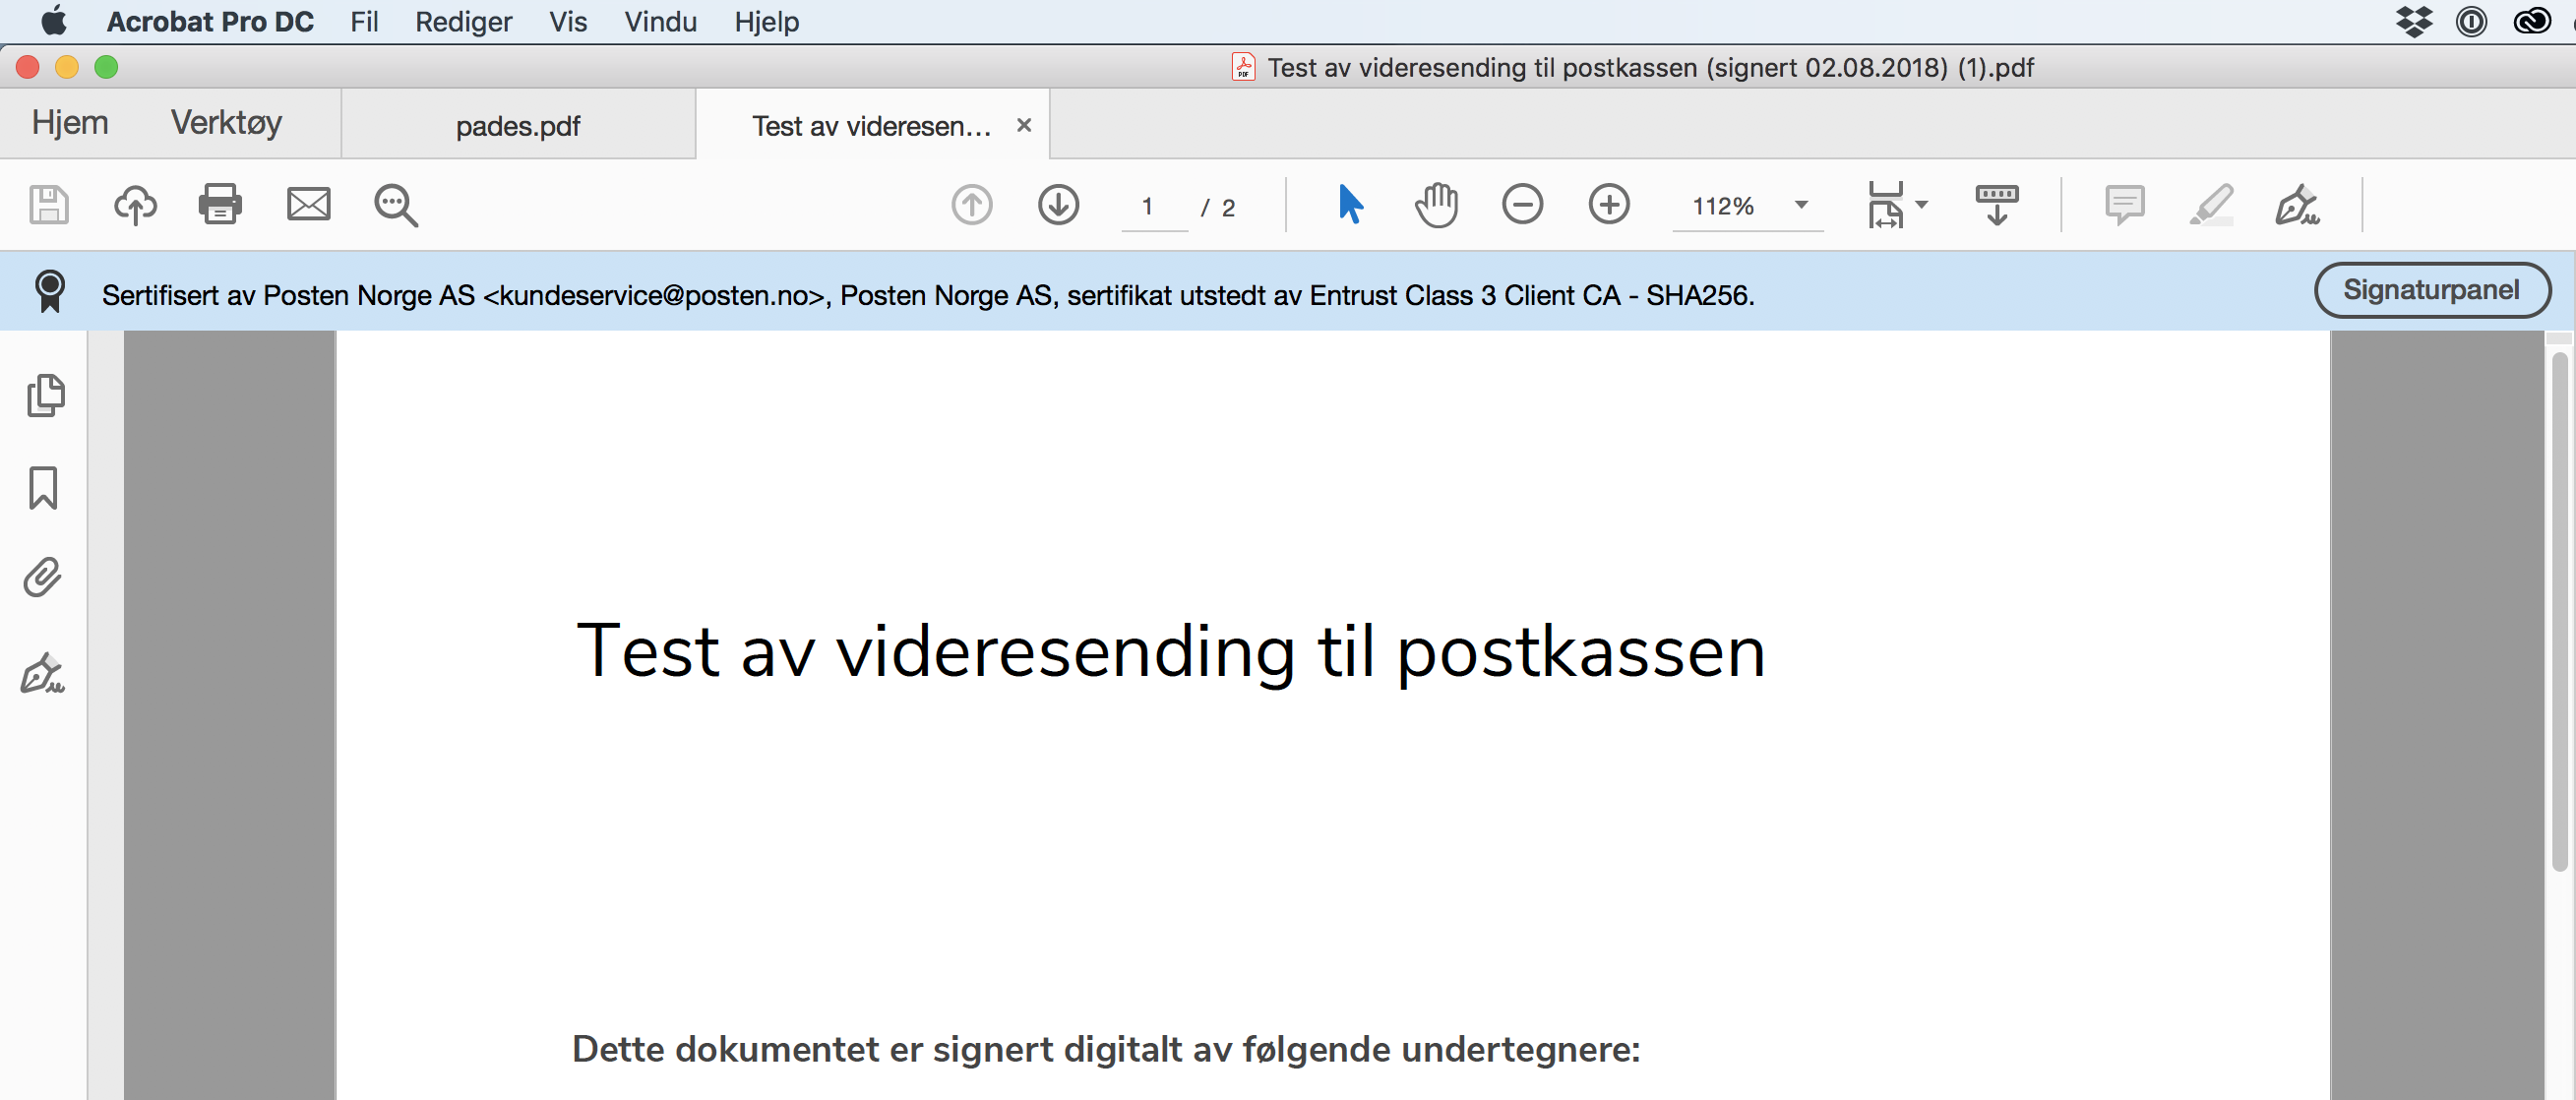 Acrobat Pro DC Fil Rediger Vis Vindu Hjelp
Test av videresending til postkassen (signert 02.08.2018) (1).pdf
Hjem Verktøy pades.pdf Test av videresen... ×
1 / 2 112%
Sertifisert av Posten Norge AS <kundeservice@posten.no>, Posten Norge AS, sertifikat utstedt av Entrust Class 3 Client CA - SHA256. Signaturpanel
Test av videresending til postkassen
Dette dokumentet er signert digitalt av følgende undertegnere: